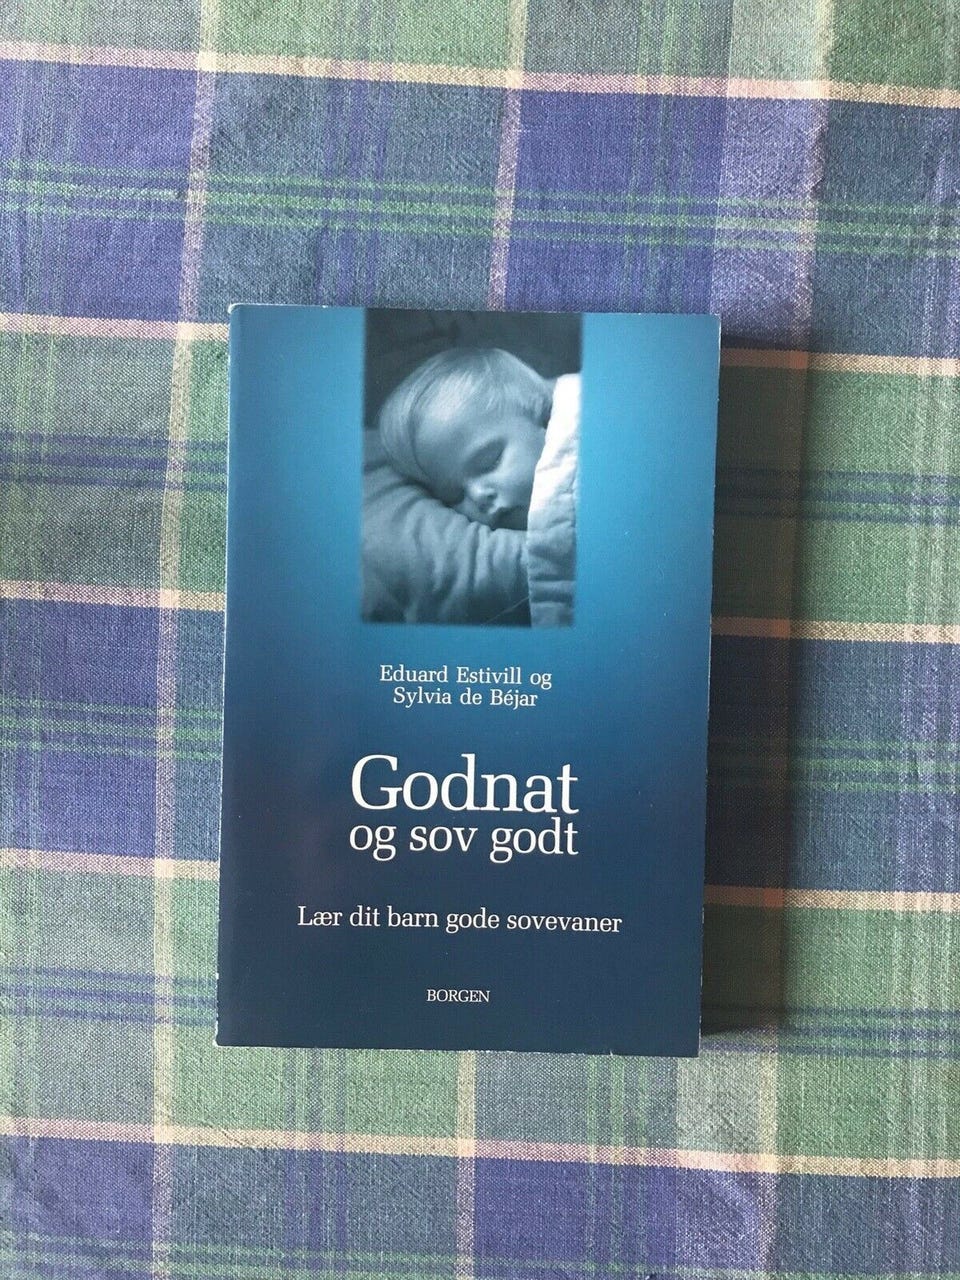 Eduard Estivill og
Sylvia de Béjar
Godnat
og sov godt
Lær dit barn gode sovevaner
BORGEN